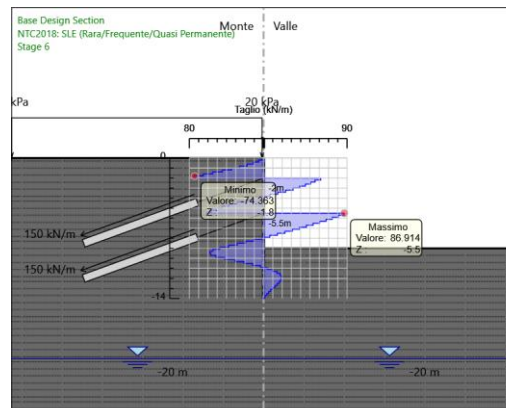 Base Design Section
NTC2018: SLE (Rara/Frequente/Quasi Permanente)
Stage 6
Monte
Valle
kPa
20 kPa
Taglio (kN/m)
80
90
0
-2m
Minimo
Valore: -74.363
Z : -1.8
-5.5m
Massimo
Valore: 86.914
Z : -5.5
150 kN/m
150 kN/m
-14
-20 m
-20 m